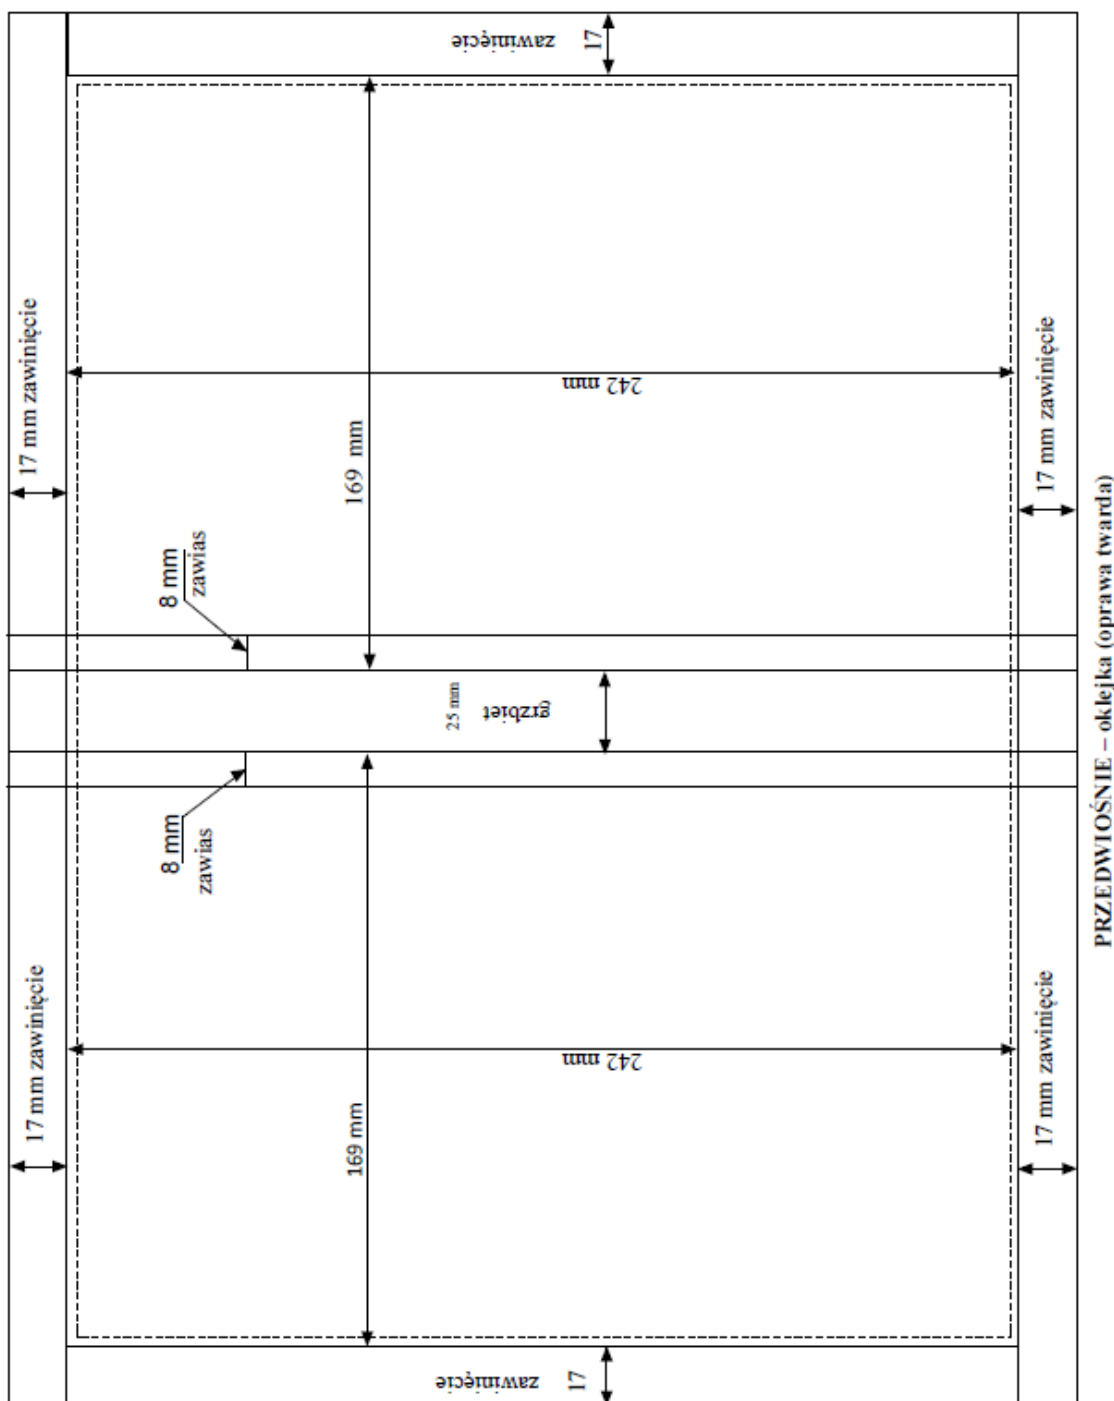 zawinięcie 17
17 mm zawinięcie
17 mm zawinięcie
242 mm
169 mm
8 mm
zawias
25 mm
grzbiet
8 mm
zawias
242 mm
169 mm
17 mm zawinięcie
17 mm zawinięcie
zawinięcie 17
PRZEDWIOŚNIE – oklejka (oprawa twarda)